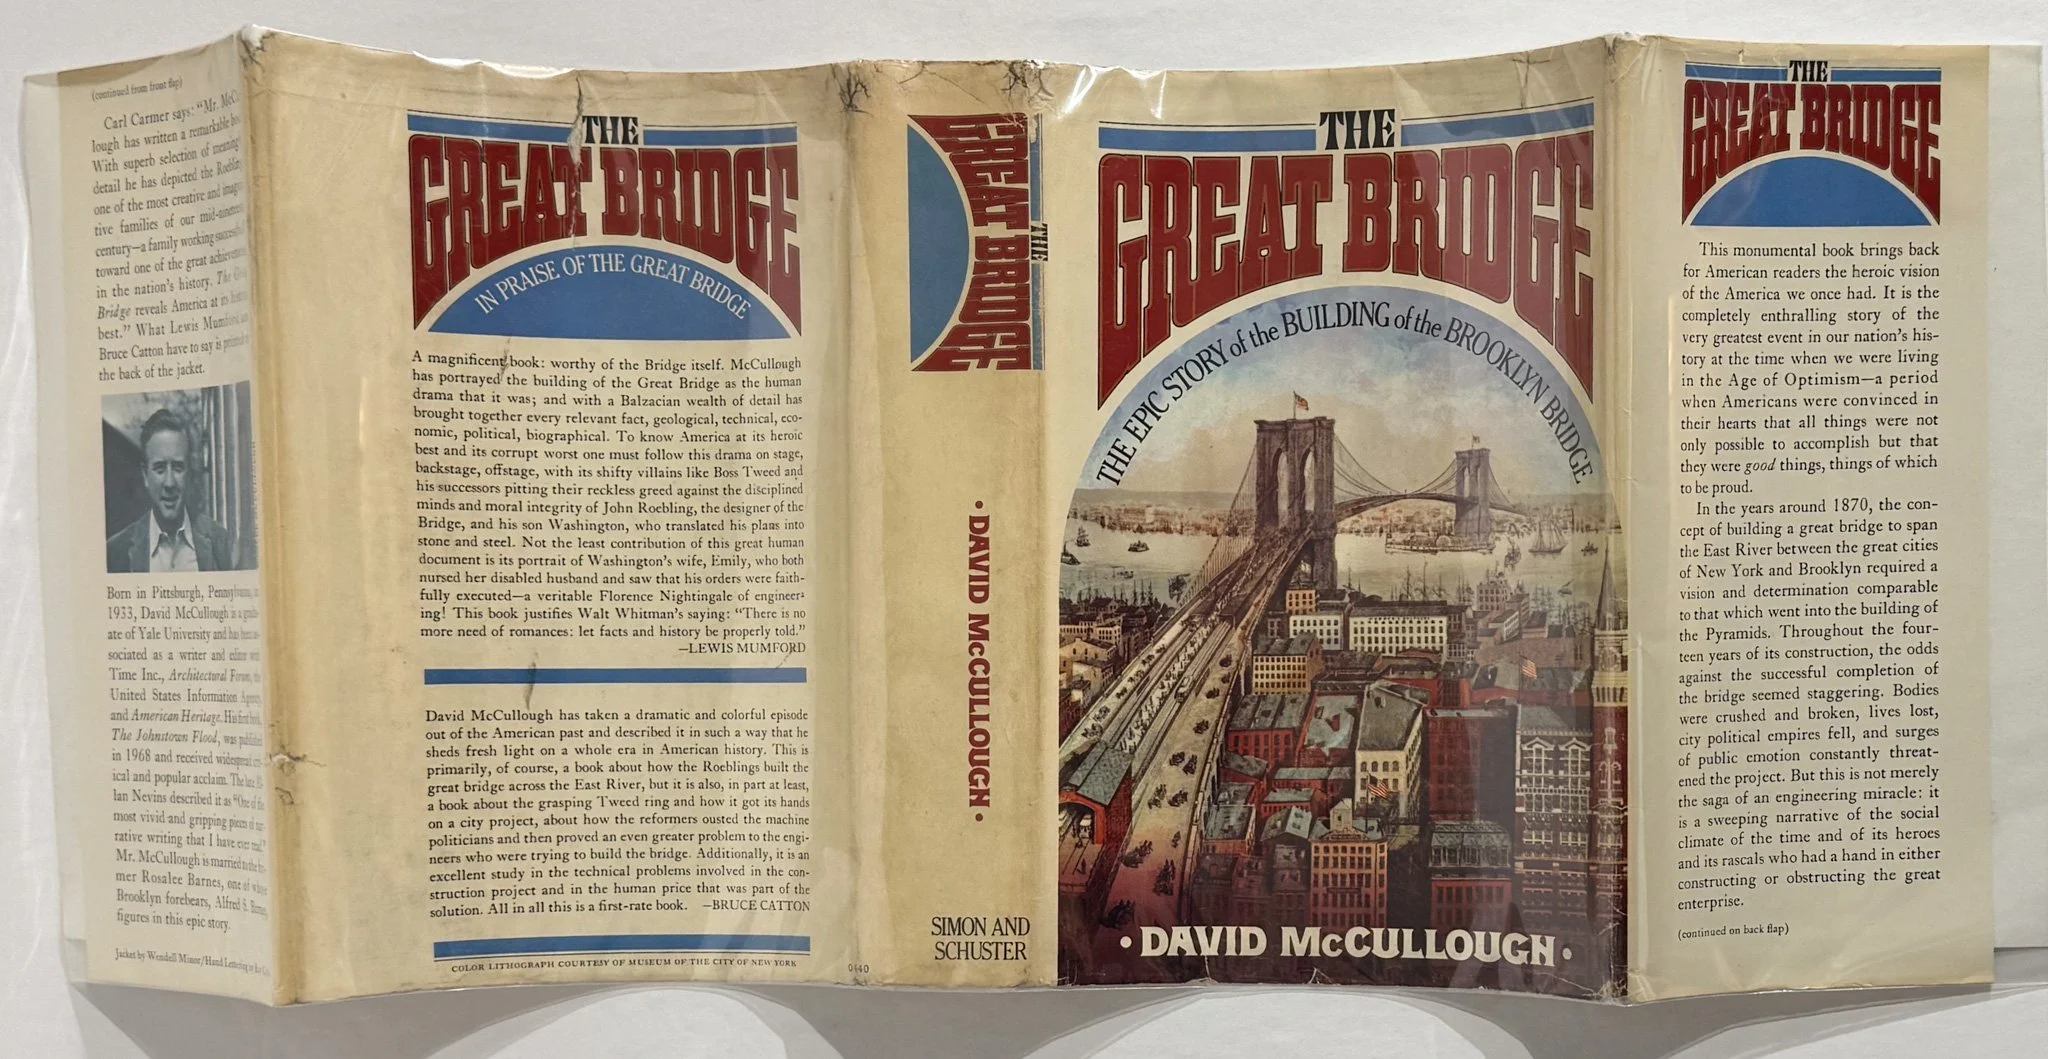 (continued from front flap)
Carl Carmer says: "Mr. McC
lough has written a remarkable
With superb selection of
detail he has depicted the
one of the most creative and
tive families of our
century—a family working
toward one of the great
in the nation's history. The
Bridge reveals America at its
best." What Lewis Mumford
Bruce Catton have to say is
the back of the jacket.
Born in Pittsburgh,
1933, David McCullough is a
ate of Yale University and has
sociated as a writer and editor
Time Inc., Architectural Forum,
United States Information
and American Heritage. His first book,
The Johnstown Flood, was published
in 1968 and received widespread
ical and popular acclaim. The
lan Nevins described it as "One of the
most vivid and gripping pieces of
rative writing that I have ever
Mr. McCullough is married to the
mer Rosalee Barnes, one of whose
Brooklyn forebears, Alfred S.
figures in this epic story.
Jacket by Wendell Minor/Hand Lettering
THE
GREAT BRIDGE
IN PRAISE OF THE GREAT BRIDGE
A magnificent book: worthy of the Bridge itself. McCullough
has portrayed the building of the Great Bridge as the human
drama that it was; and with a Balzacian wealth of detail has
brought together every relevant fact, geological, technical, eco-
nomic, political, biographical. To know America at its heroic
best and its corrupt worst one must follow this drama on stage,
backstage, offstage, with its shifty villains like Boss Tweed and
his successors pitting their reckless greed against the disciplined
minds and moral integrity of John Roebling, the designer of the
Bridge, and his son Washington, who translated his plans into
stone and steel. Not the least contribution of this great human
document is its portrait of Washington's wife, Emily, who both
nursed her disabled husband and saw that his orders were faith-
fully executed—a veritable Florence Nightingale of engineer-
ing! This book justifies Walt Whitman's saying: "There is no
more need of romances: let facts and history be properly told."
—LEWIS MUMFORD
David McCullough has taken a dramatic and colorful episode
out of the American past and described it in such a way that he
sheds fresh light on a whole era in American history. This is
primarily, of course, a book about how the Roeblings built the
great bridge across the East River, but it is also, in part at least,
a book about the grasping Tweed ring and how it got its hands
on a city project, about how the reformers ousted the machine
politicians and then proved an even greater problem to the engi-
neers who were trying to build the bridge. Additionally, it is an
excellent study in the technical problems involved in the con-
struction project and in the human price that was part of the
solution. All in all this is a first-rate book. —BRUCE CATTON
COLOR LITHOGRAPH COURTESY OF MUSEUM OF THE CITY OF NEW YORK
THE
GREAT BRIDGE
• DAVID McCULLOUGH •
SIMON AND
SCHUSTER
THE
GREAT BRIDGE
THE EPIC STORY of the BUILDING of the BROOKLYN BRIDGE
• DAVID McCULLOUGH •
THE
GREAT BRIDGE
This monumental book brings back
for American readers the heroic vision
of the America we once had. It is the
completely enthralling story of the
very greatest event in our nation's his-
tory at the time when we were living
in the Age of Optimism—a period
when Americans were convinced in
their hearts that all things were not
only possible to accomplish but that
they were good things, things of which
to be proud.
In the years around 1870, the con-
cept of building a great bridge to span
the East River between the great cities
of New York and Brooklyn required a
vision and determination comparable
to that which went into the building of
the Pyramids. Throughout the four-
teen years of its construction, the odds
against the successful completion of
the bridge seemed staggering. Bodies
were crushed and broken, lives lost,
city political empires fell, and surges
of public emotion constantly threat-
ened the project. But this is not merely
the saga of an engineering miracle: it
is a sweeping narrative of the social
climate of the time and of its heroes
and its rascals who had a hand in either
constructing or obstructing the great
enterprise.
(continued on back flap)